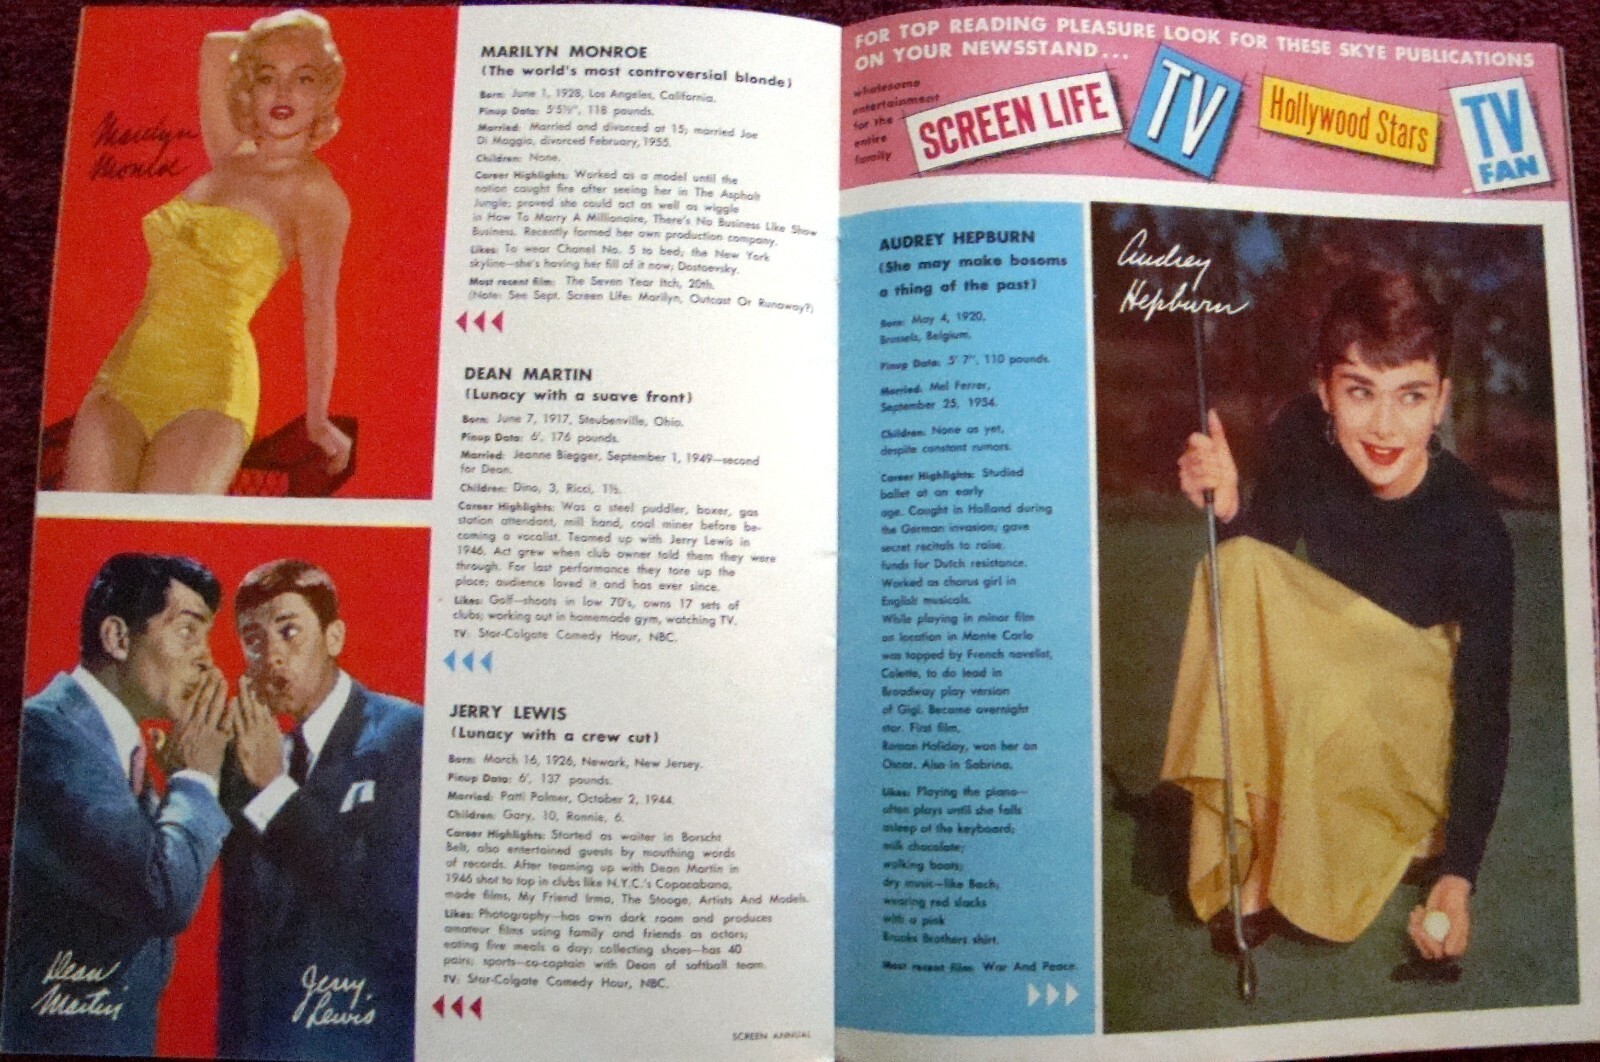 Marilyn
Monroe
MARILYN MONROE
(The world's most controversial blonde)
Born: June 1, 1928, Los Angeles, California.
Pinup Data: 5'5½", 118 pounds.
Married: Married and divorced at 15; married Joe
Di Maggio, divorced February, 1955.
Children: None.
Career Highlights: Worked as a model until the
nation caught fire after seeing her in The Asphalt
Jungle; proved she could act as well as wiggle
in How To Marry A Millionaire, There's No Business Like Show
Business. Recently formed her own production company.
Likes: To wear Chanel No. 5 to bed; the New York
skyline—she's having her fill of it now; Dostoevsky.
Most recent film: The Seven Year Itch, 20th.
(Note: See Sept. Screen Life: Marilyn, Outcast Or Runaway?)
DEAN MARTIN
(Lunacy with a suave front)
Born: June 7, 1917, Steubenville, Ohio.
Pinup Data: 6', 176 pounds.
Married: Jeanne Biegger, September 1, 1949—second
for Dean.
Children: Dino, 3, Ricci, 1½.
Career Highlights: Was a steel puddler, boxer, gas
station attendant, mill hand, coal miner before be-
coming a vocalist. Teamed up with Jerry Lewis in
1946. Act grew when club owner told them they were
through. For last performance they tore up the
place; audience loved it and has ever since.
Likes: Golf—shoots in low 70's, owns 17 sets of
clubs; working out in homemade gym, watching TV.
TV: Star-Colgate Comedy Hour, NBC.
JERRY LEWIS
(Lunacy with a crew cut)
Born: March 16, 1926, Newark, New Jersey.
Pinup Data: 6', 137 pounds.
Married: Patti Palmer, October 2, 1944.
Children: Gary, 10, Ronnie, 6.
Career Highlights: Started as waiter in Borscht
Belt, also entertained guests by mouthing words
of records. After teaming up with Dean Martin in
1946 shot to top in clubs like N.Y.C.'s Copacabana,
made films, My Friend Irma, The Stooge, Artists And Models.
Likes: Photography—has own dark room and produces
amateur films using family and friends as actors;
eating five meals a day; collecting shoes—has 40
pairs; sports—co-captain with Dean of softball team.
TV: Star-Colgate Comedy Hour, NBC.
Dean
Martin
Jerry
Lewis
SCREEN ANNUAL
FOR TOP READING PLEASURE LOOK FOR THESE SKYE PUBLICATIONS
ON YOUR NEWSSTAND...
wholesome
entertainment
for the
entire
family
SCREEN LIFE
TV
Hollywood Stars
TV
FAN
AUDREY HEPBURN
(She may make bosoms
a thing of the past)
Born: May 4, 1920,
Brussels, Belgium.
Pinup Data: 5' 7", 110 pounds.
Married: Mel Ferrer,
September 25, 1954.
Children: None as yet,
despite constant rumors.
Career Highlights: Studied
ballet at an early
age. Caught in Holland during
the German invasion; gave
secret recitals to raise
funds for Dutch resistance.
Worked as chorus girl in
English musicals.
While playing in minor film
on location in Monte Carlo
was tapped by French novelist,
Colette, to do lead in
Broadway play version
of Gigi. Became overnight
star. First film,
Roman Holiday, won her an
Oscar. Also in Sabrina.
Likes: Playing the piano—
often plays until she falls
asleep at the keyboard;
milk chocolate;
walking boots;
dry music—like Bach;
wearing red slacks
with a pink
Brooks Brothers shirt.
Most recent film: War And Peace.
Audrey
Hepburn